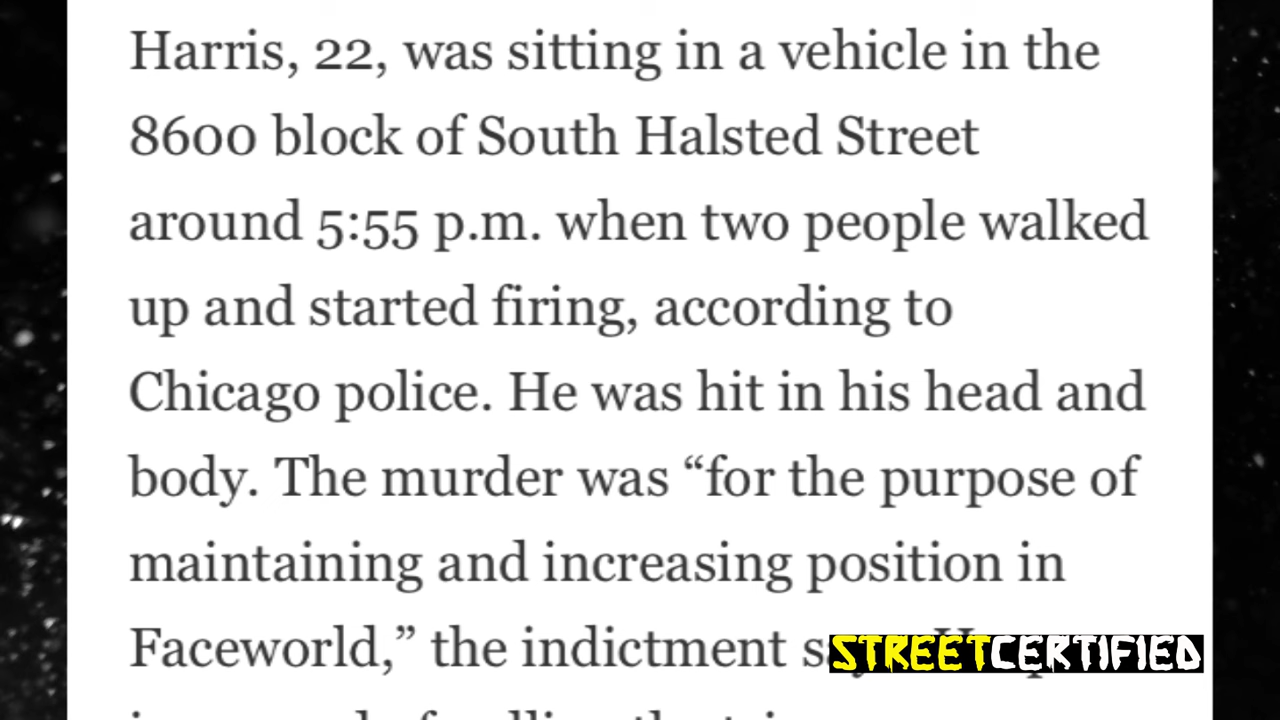 Harris, 22, was sitting in a vehicle in the
8600 block of South Halsted Street
around 5:55 p.m. when two people walked
up and started firing, according to
Chicago police. He was hit in his head and
body. The murder was “for the purpose of
maintaining and increasing position in
Faceworld,” the indictment
STREETCERTIFIED